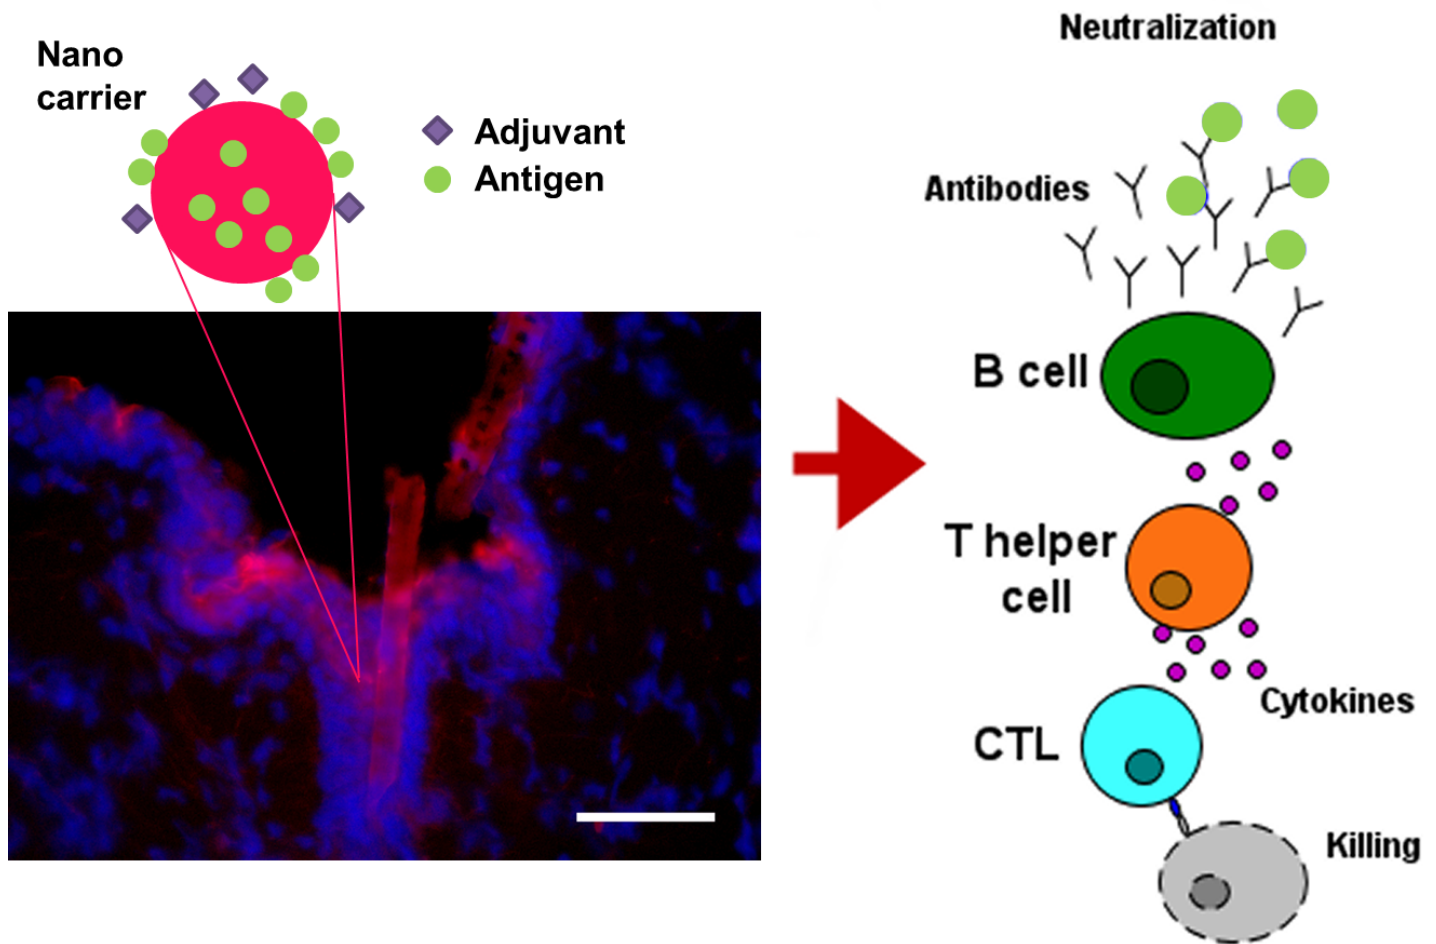 Nano
carrier
Adjuvant
Antigen
Neutralization
Antibodies
B cell
T helper
cell
Cytokines
CTL
Killing